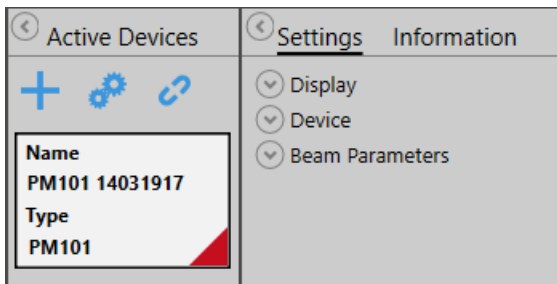 Active Devices
Name
PM101 14031917
Type
PM101
Settings Information
Display
Device
Beam Parameters